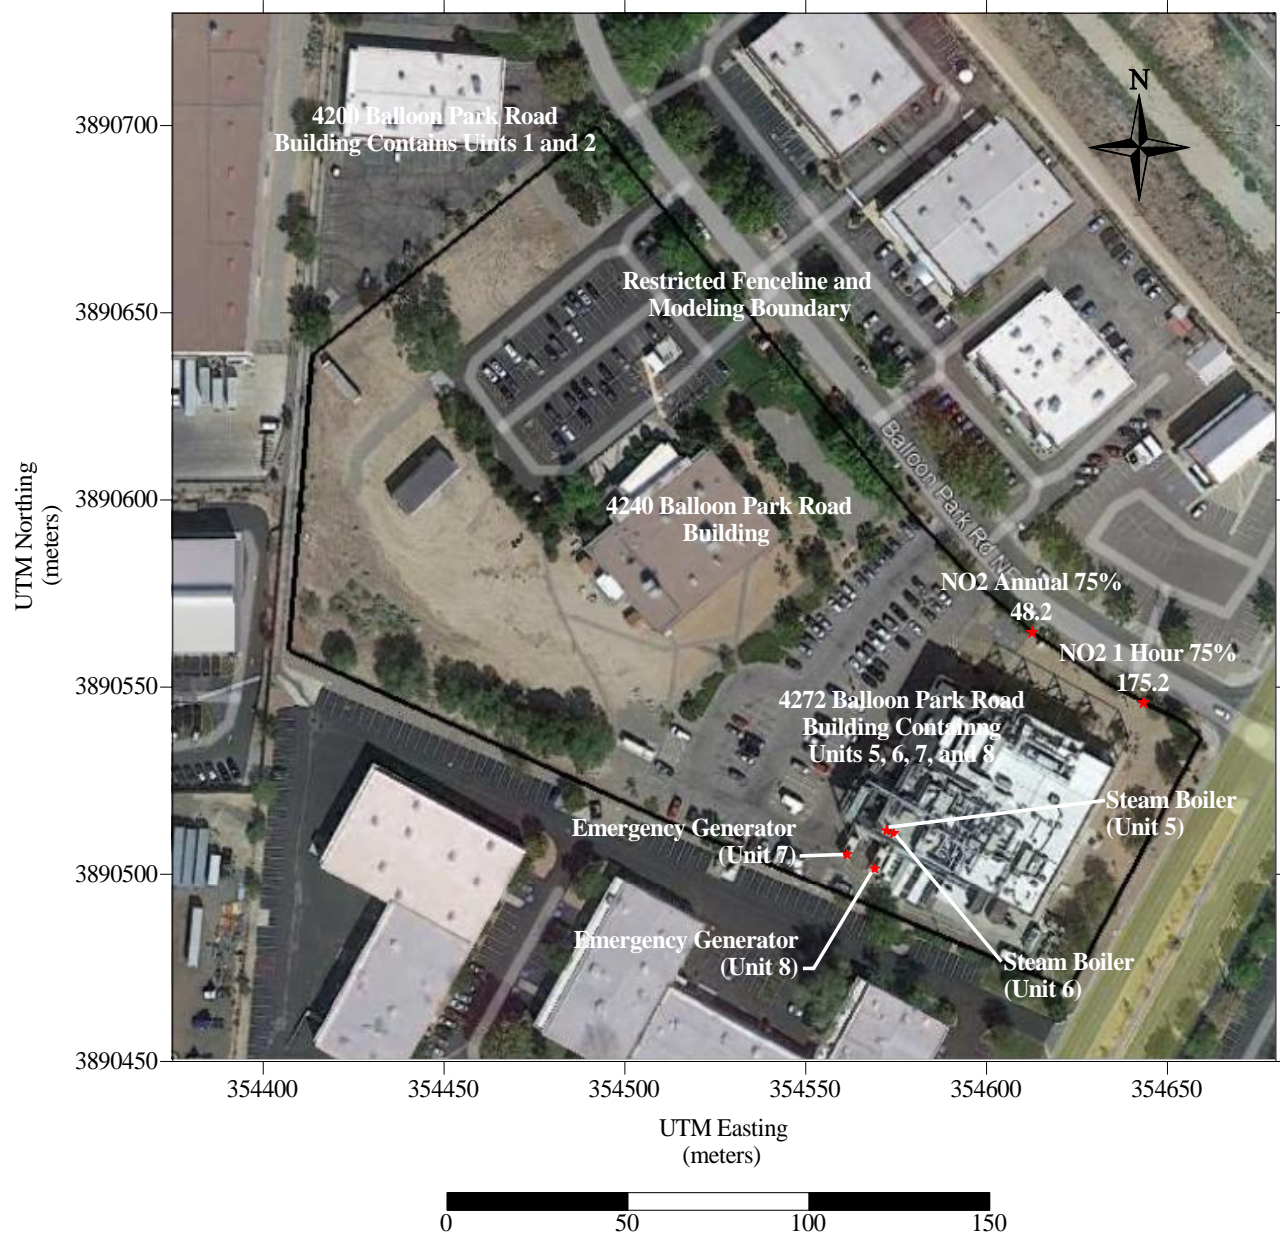 N
4200 Balloon Park Road
Building Contains Uints 1 and 2
Restricted Fenceline and
Modeling Boundary
Balloon Park Rd NE
4240 Balloon Park Road
Building
NO2 Annual 75%
48.2
NO2 1 Hour 75%
175.2
4272 Balloon Park Road
Building Containng
Units 5, 6, 7, and 8
Steam Boiler
(Unit 5)
Emergency Generator
(Unit 7)
Emergency Generator
(Unit 8)
Steam Boiler
(Unit 6)
3890700
3890650
3890600
3890550
3890500
3890450
UTM Northing
(meters)
354400
354450
354500
354550
354600
354650
UTM Easting
(meters)
0
50
100
150